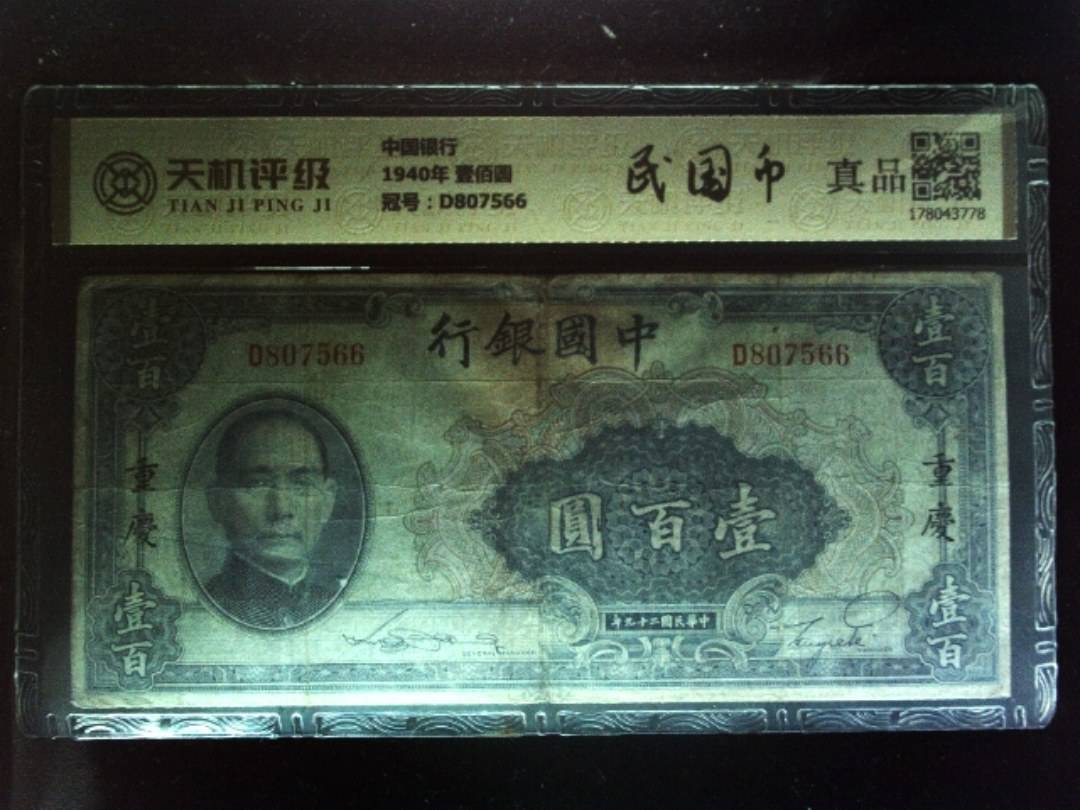 天机评级
TIAN JI PING JI
中国银行
1940年 壹佰圆
冠号：D807566
民国币
真品
178043778
行銀國中
D807566
D807566
壹百
壹百
重慶
重慶
圓百壹
壹百
壹百
年九十二國民華中